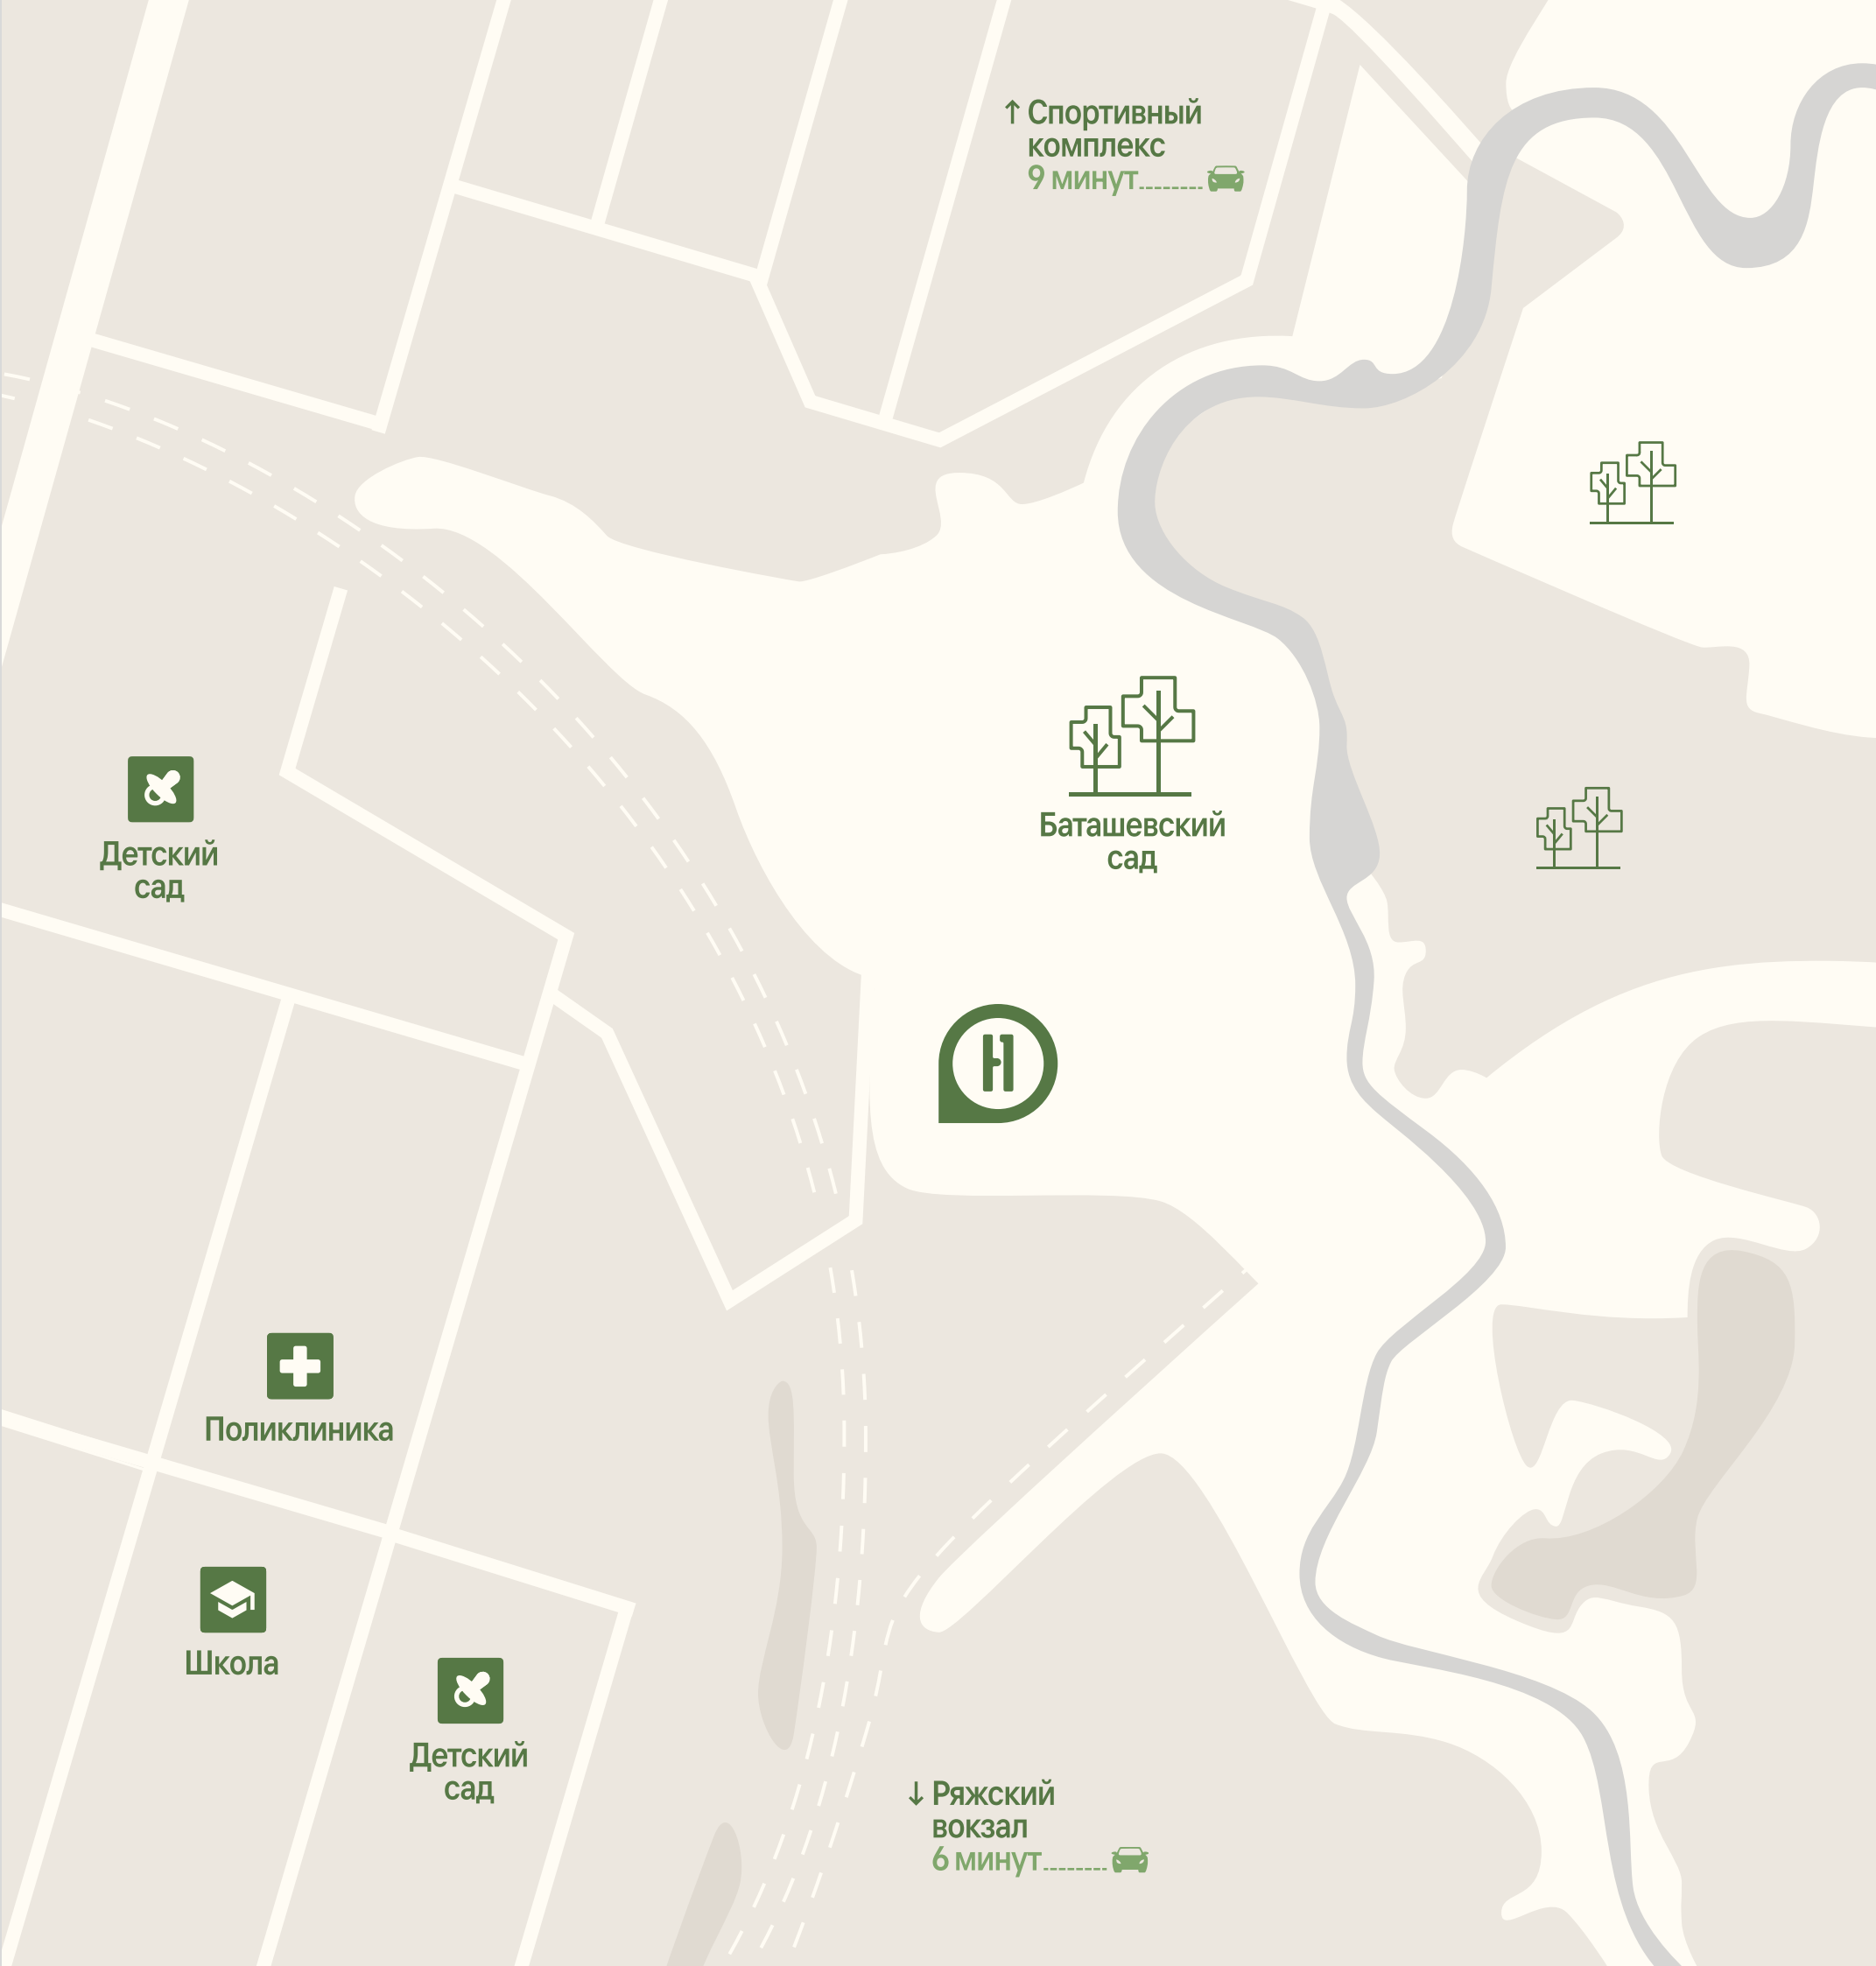 ↑ Спортивный
комплекс
9 минут
Баташевский
сад
Детский
сад
Н
Поликлиника
Школа
Детский
сад
↓ Ряжский
вокзал
6 минут